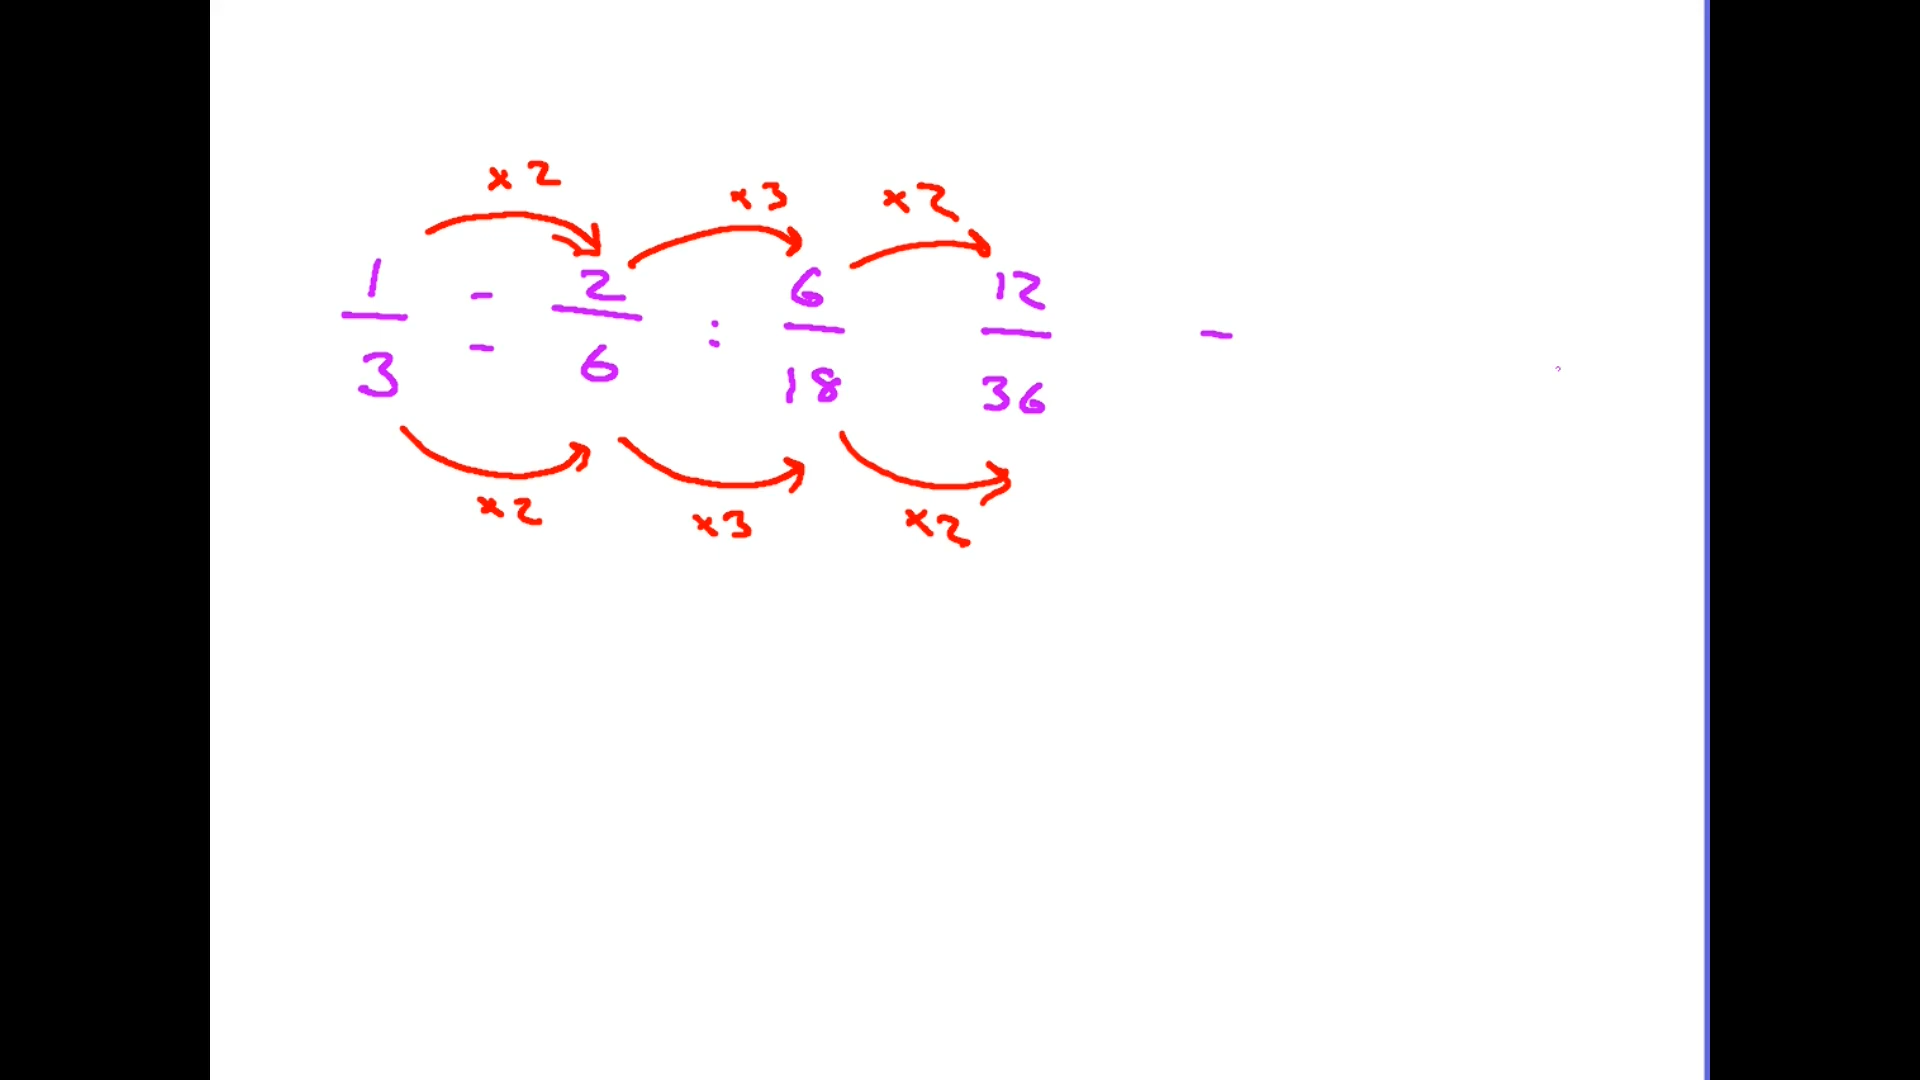 ×2 ×3 ×2
1/3 = 2/6 : 6/18 12/36 -
×2 ×3 ×2